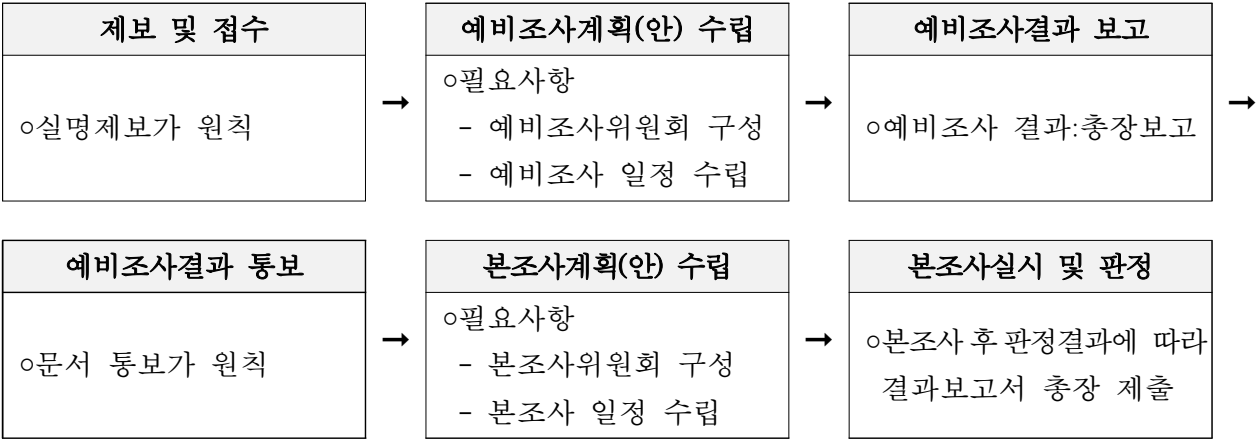 제보 및 접수
○실명제보가 원칙
➞
예비조사계획(안) 수립
○필요사항
- 예비조사위원회 구성
- 예비조사 일정 수립
➞
예비조사결과 보고
○예비조사 결과:총장보고
➞
예비조사결과 통보
○문서 통보가 원칙
➞
본조사계획(안) 수립
○필요사항
- 본조사위원회 구성
- 본조사 일정 수립
➞
본조사실시 및 판정
○본조사 후 판정결과에 따라
결과보고서 총장 제출